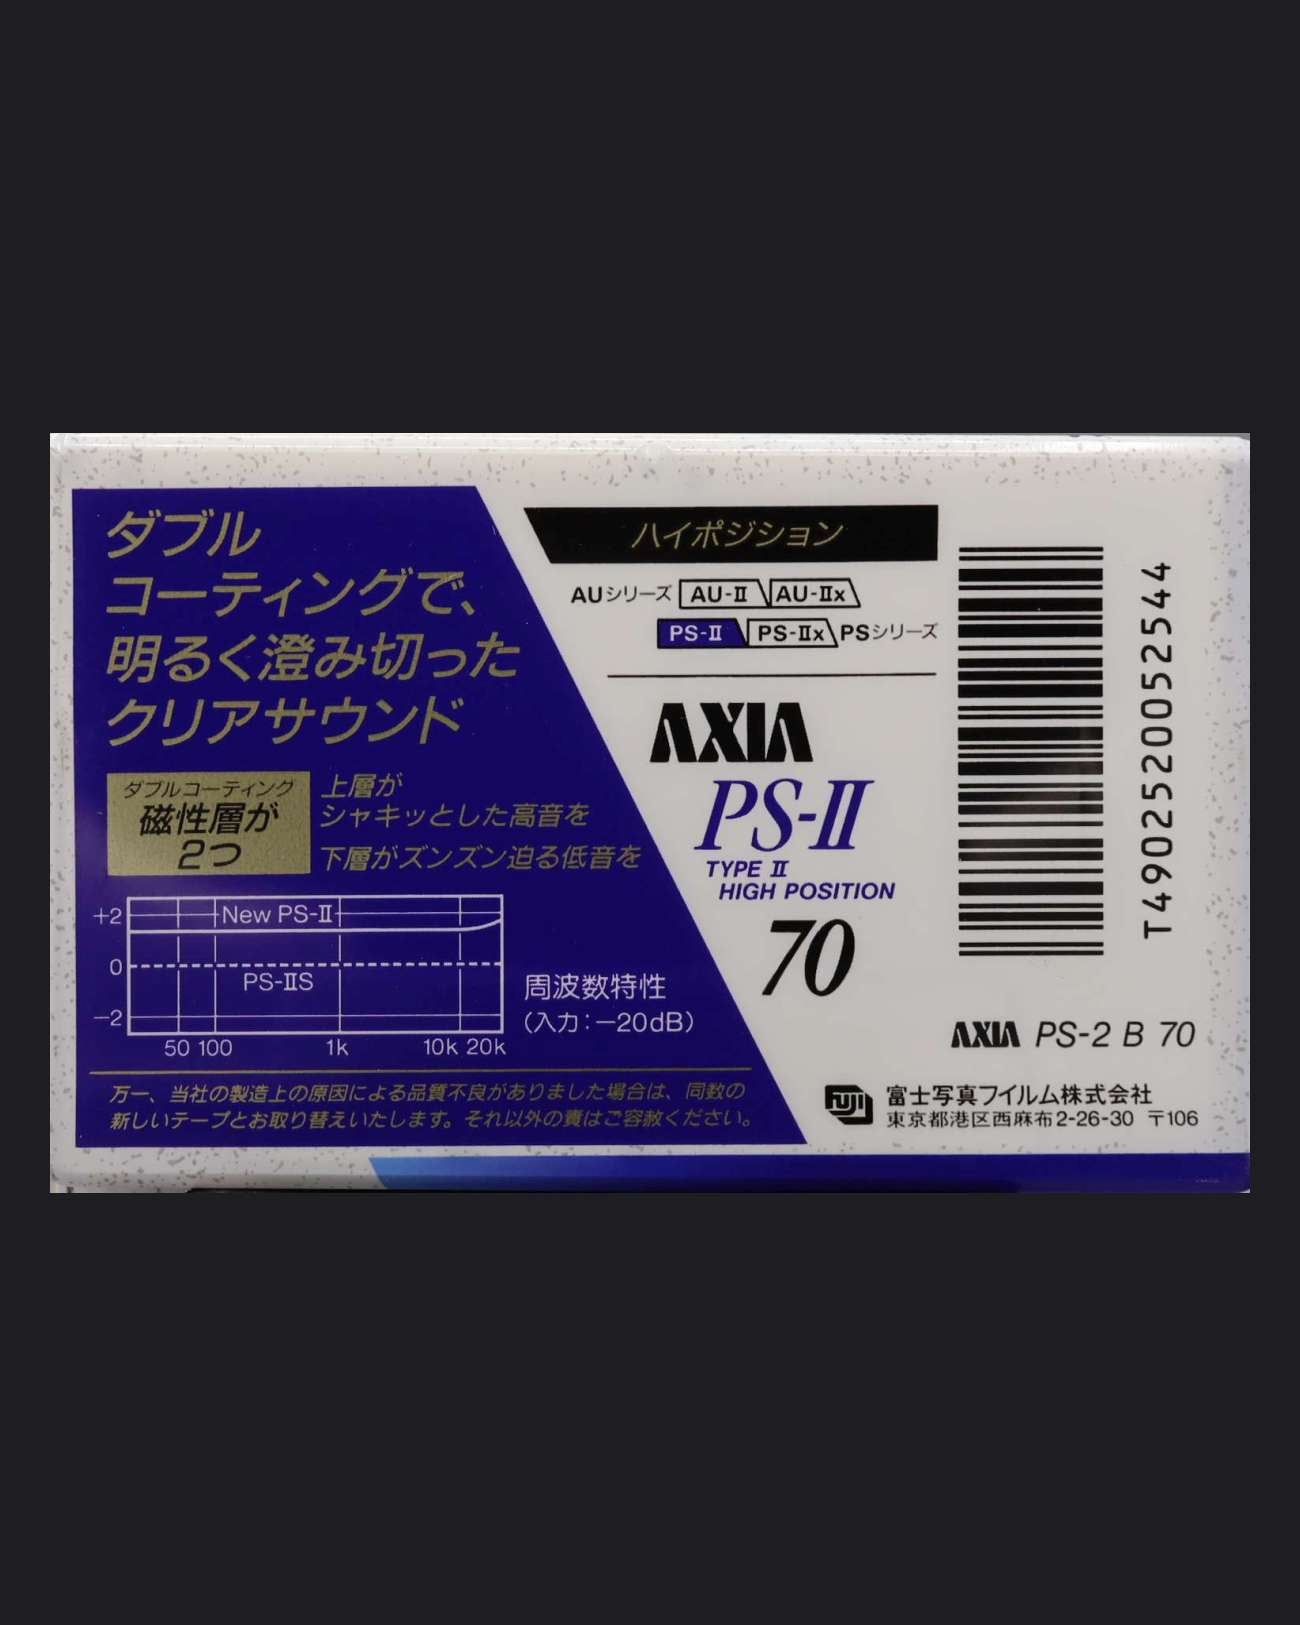 ダブル
コーティングで、
明るく澄み切った
クリアサウンド
ダブルコーティング
磁性層が
2つ
上層が
シャキッとした高音を
下層がズンズン迫る低音を
+2
0
−2
New PS-II
PS-IIS
50 100 1k 10k 20k
周波数特性
(入力：−20dB)
万一、当社の製造上の原因による品質不良がありました場合は、同数の
新しいテープとお取り替えいたします。それ以外の責はご容赦ください。
ハイポジション
AUシリーズ AU-II AU-IIx
PS-II PS-IIx PSシリーズ
AXIA
PS-II
TYPE II
HIGH POSITION
70
T4902520052544
AXIA PS-2 B 70
FUJI
富士写真フイルム株式会社
東京都港区西麻布2-26-30 〒106